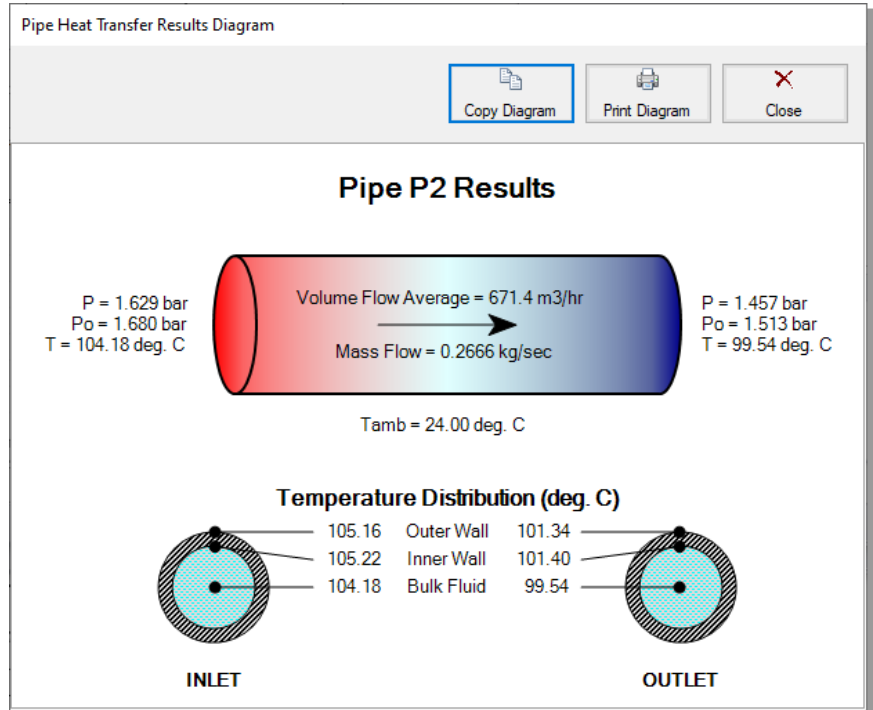 Pipe Heat Transfer Results Diagram
Copy Diagram
Print Diagram
Close
Pipe P2 Results
P = 1.629 bar
Po = 1.680 bar
T = 104.18 deg. C
Volume Flow Average = 671.4 m3/hr
Mass Flow = 0.2666 kg/sec
P = 1.457 bar
Po = 1.513 bar
T = 99.54 deg. C
Tamb = 24.00 deg. C
Temperature Distribution (deg. C)
105.16 Outer Wall 101.34
105.22 Inner Wall 101.40
104.18 Bulk Fluid 99.54
INLET
OUTLET